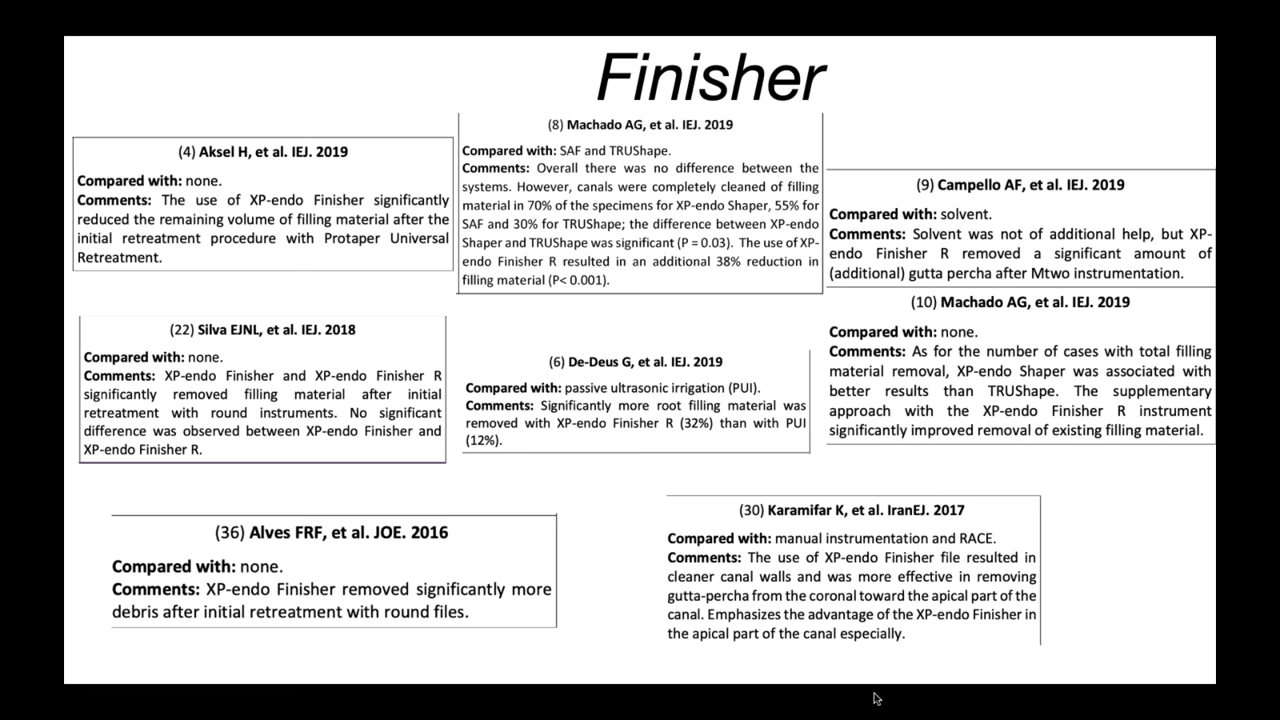 Finisher
(4) Aksel H, et al. IEJ. 2019
Compared with: none.
Comments: The use of XP-endo Finisher significantly
reduced the remaining volume of filling material after the
initial retreatment procedure with Protaper Universal
Retreatment.
(8) Machado AG, et al. IEJ. 2019
Compared with: SAF and TRUShape.
Comments: Overall there was no difference between the
systems. However, canals were completely cleaned of filling
material in 70% of the specimens for XP-endo Shaper, 55% for
SAF and 30% for TRUShape; the difference between XP-endo
Shaper and TRUShape was significant (P = 0.03). The use of XP-
endo Finisher R resulted in an additional 38% reduction in
filling material (P< 0.001).
(9) Campello AF, et al. IEJ. 2019
Compared with: solvent.
Comments: Solvent was not of additional help, but XP-
endo Finisher R removed a significant amount of
(additional) gutta percha after Mtwo instrumentation.
(22) Silva EJNL, et al. IEJ. 2018
Compared with: none.
Comments: XP-endo Finisher and XP-endo Finisher R
significantly removed filling material after initial
retreatment with round instruments. No significant
difference was observed between XP-endo Finisher and
XP-endo Finisher R.
(6) De-Deus G, et al. IEJ. 2019
Compared with: passive ultrasonic irrigation (PUI).
Comments: Significantly more root filling material was
removed with XP-endo Finisher R (32%) than with PUI
(12%).
(10) Machado AG, et al. IEJ. 2019
Compared with: none.
Comments: As for the number of cases with total filling
material removal, XP-endo Shaper was associated with
better results than TRUShape. The supplementary
approach with the XP-endo Finisher R instrument
significantly improved removal of existing filling material.
(36) Alves FRF, et al. JOE. 2016
Compared with: none.
Comments: XP-endo Finisher removed significantly more
debris after initial retreatment with round files.
(30) Karamifar K, et al. IranEJ. 2017
Compared with: manual instrumentation and RACE.
Comments: The use of XP-endo Finisher file resulted in
cleaner canal walls and was more effective in removing
gutta-percha from the coronal toward the apical part of the
canal. Emphasizes the advantage of the XP-endo Finisher in
the apical part of the canal especially.